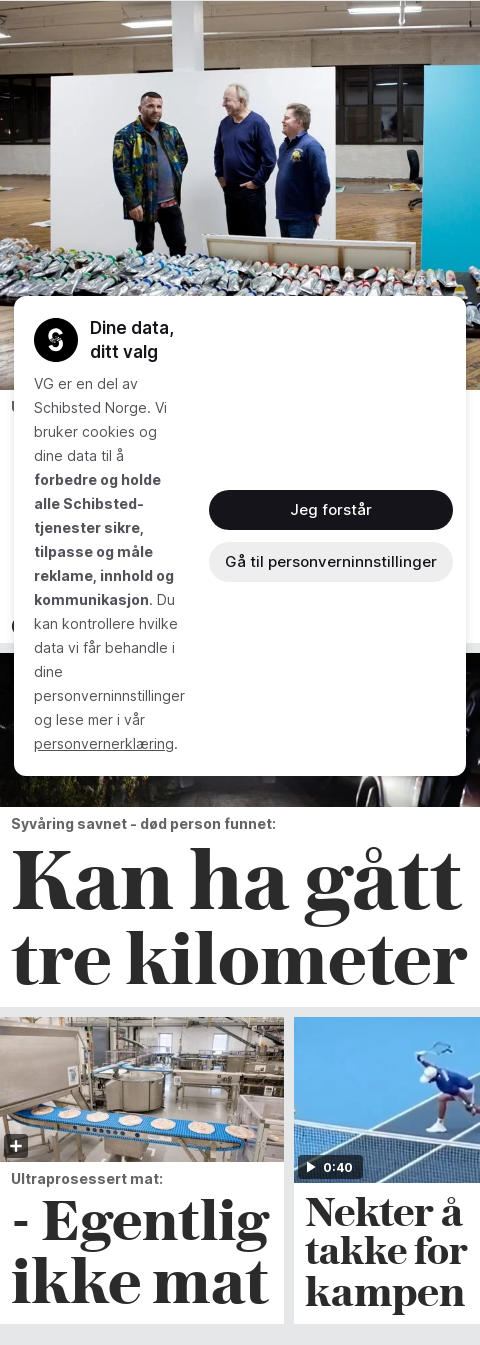 Dine data,
ditt valg
VG er en del av
Schibsted Norge. Vi
bruker cookies og
dine data til å
forbedre og holde
alle Schibsted-
tjenester sikre,
tilpasse og måle
reklame, innhold og
kommunikasjon. Du
kan kontrollere hvilke
data vi får behandle i
dine
personverninnstillinger
og lese mer i vår
personvernerklæring.
Jeg forstår
Gå til personverninnstillinger
Syvåring savnet - død person funnet:
Kan ha gått
tre kilometer
Ultraprosessert mat:
- Egentlig
ikke mat
0:40
Nekter å
takke for
kampen